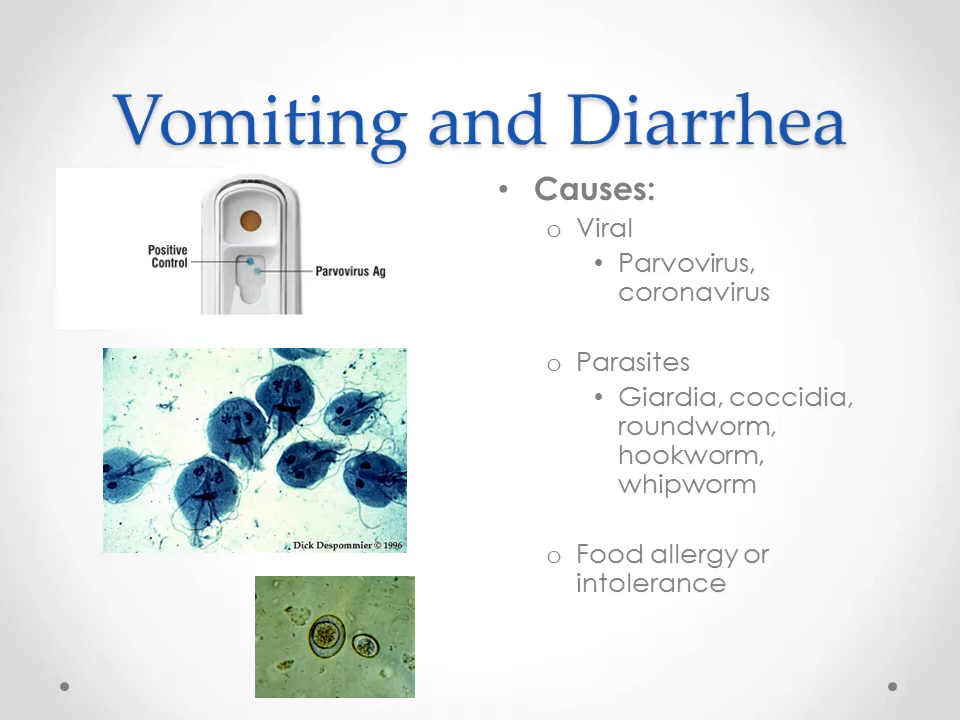 Vomiting and Diarrhea
Positive
Control
Parvovirus Ag
Dick Despommier © 1996
• Causes:
o Viral
• Parvovirus,
coronavirus
o Parasites
• Giardia, coccidia,
roundworm,
hookworm,
whipworm
o Food allergy or
intolerance